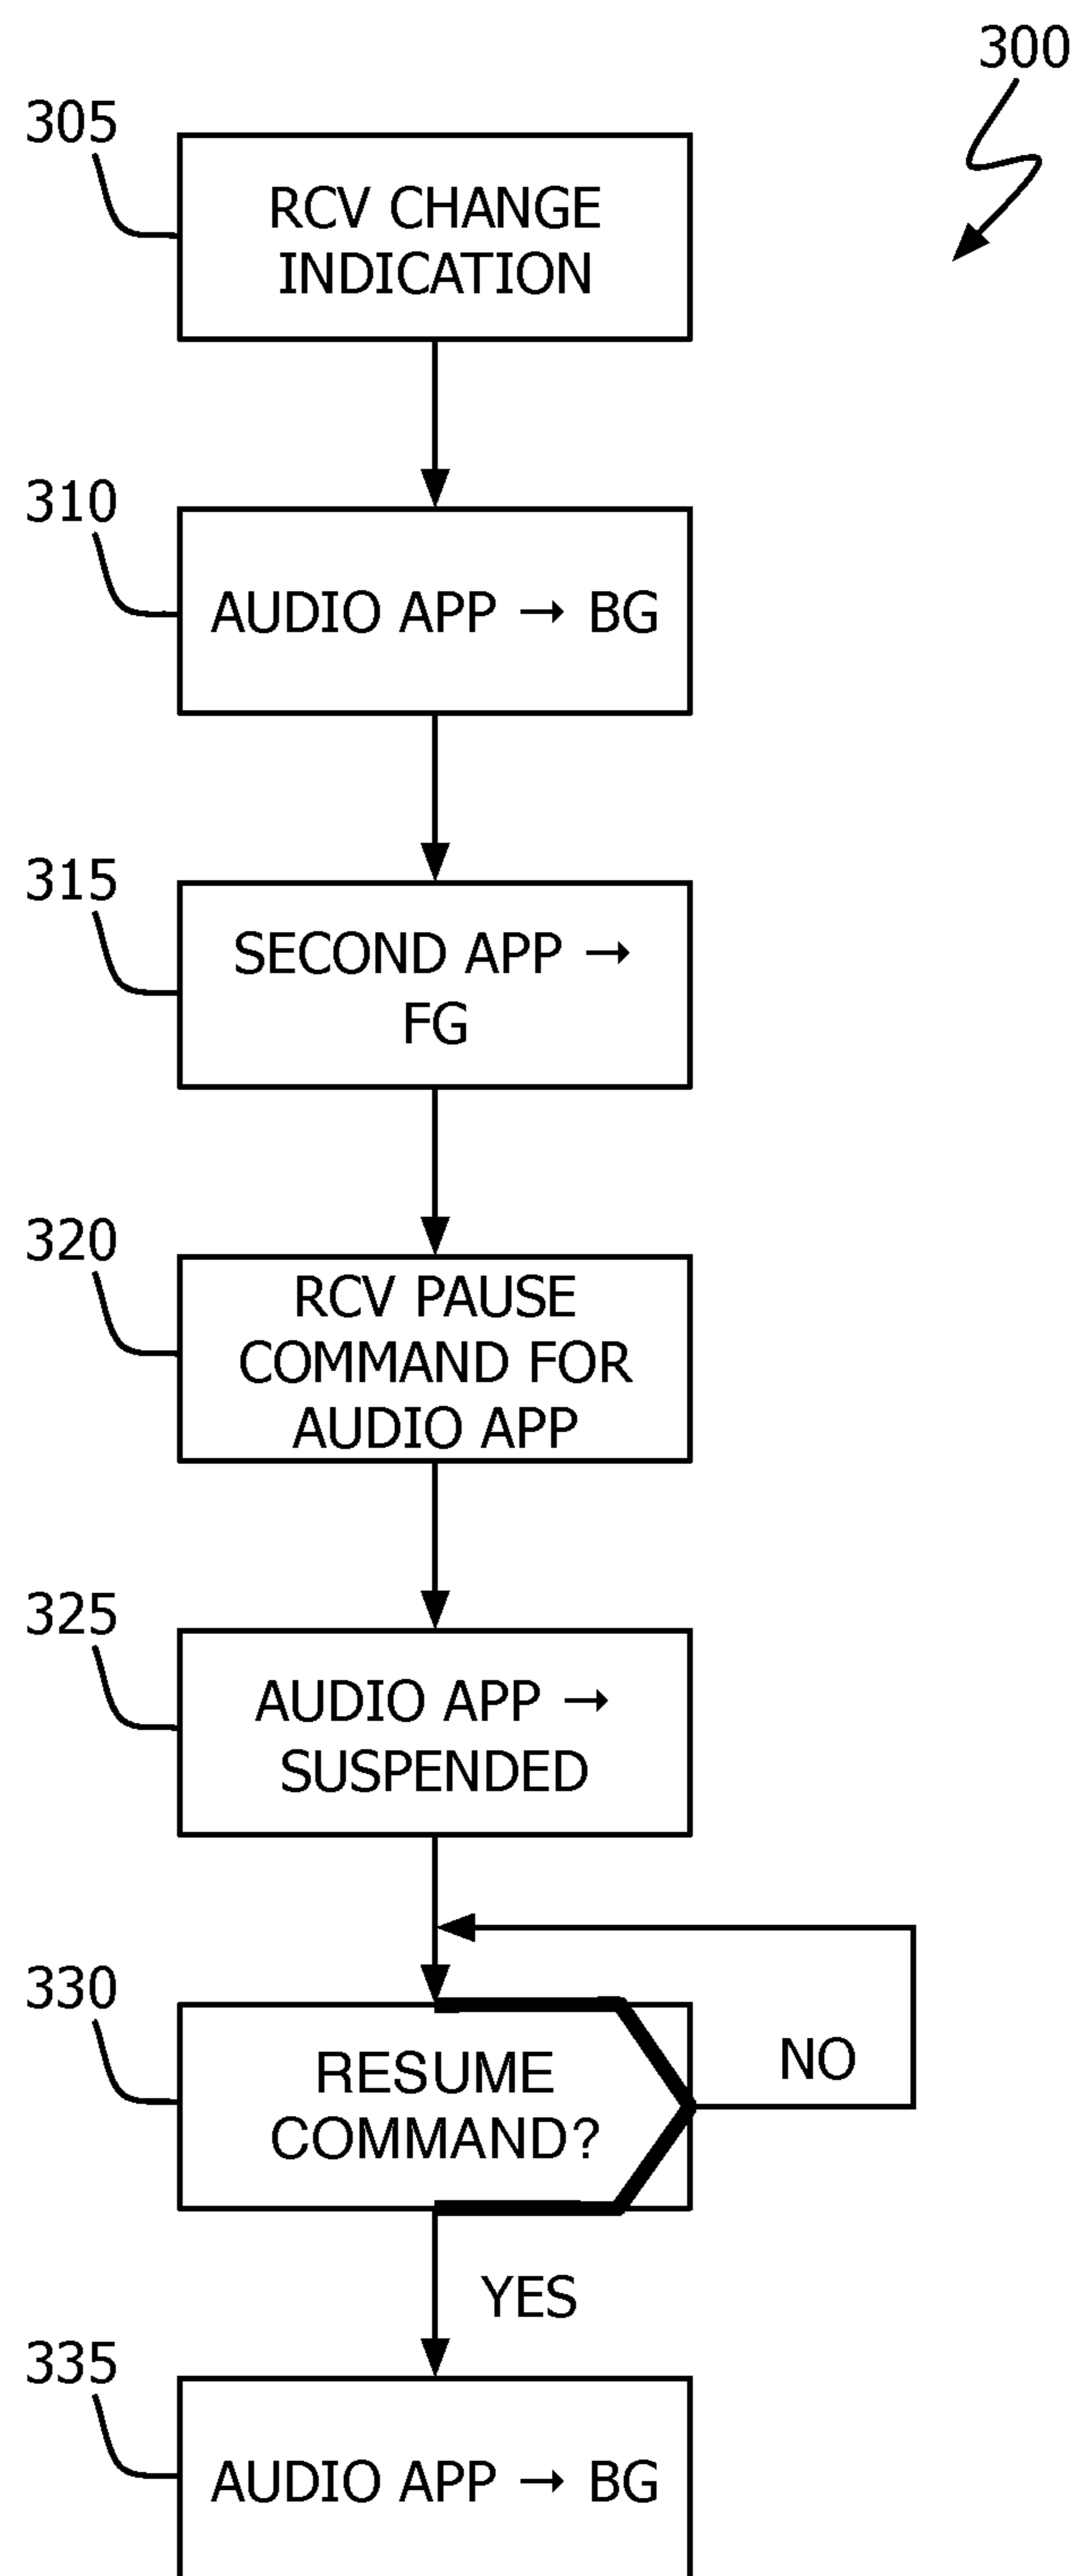 300
305
RCV CHANGE
INDICATION
310
AUDIO APP → BG
315
SECOND APP →
FG
320
RCV PAUSE
COMMAND FOR
AUDIO APP
325
AUDIO APP →
SUSPENDED
330
RESUME
COMMAND?
NO
YES
335
AUDIO APP → BG